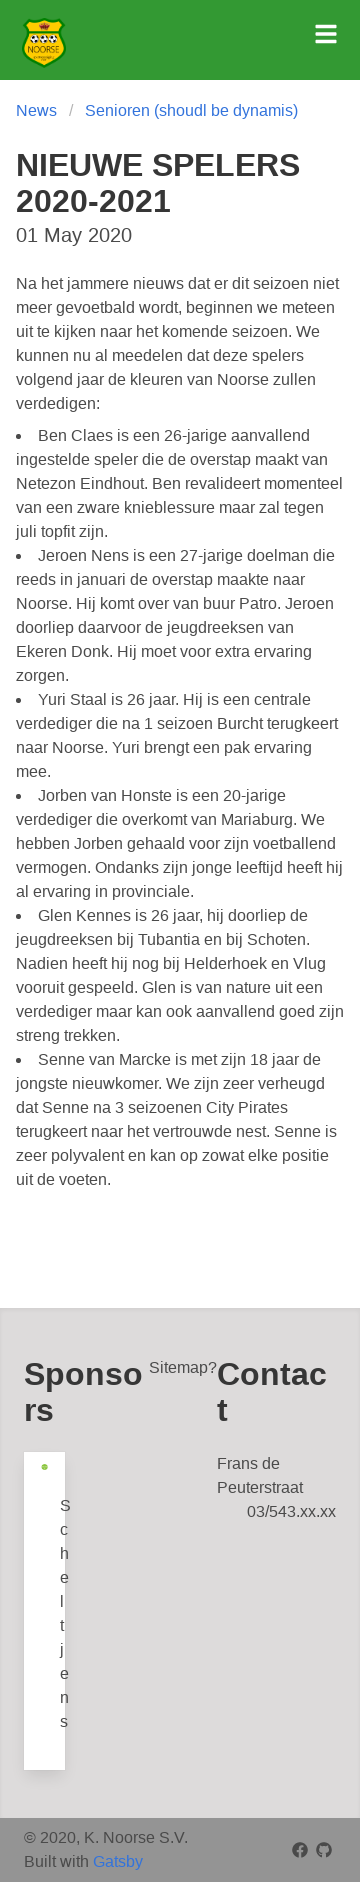 NOORSE
News / Senioren (shoudl be dynamis)
NIEUWE SPELERS
2020-2021
01 May 2020
Na het jammere nieuws dat er dit seizoen niet
meer gevoetbald wordt, beginnen we meteen
uit te kijken naar het komende seizoen. We
kunnen nu al meedelen dat deze spelers
volgend jaar de kleuren van Noorse zullen
verdedigen:
• Ben Claes is een 26-jarige aanvallend
ingestelde speler die de overstap maakt van
Netezon Eindhout. Ben revalideert momenteel
van een zware knieblessure maar zal tegen
juli topfit zijn.
• Jeroen Nens is een 27-jarige doelman die
reeds in januari de overstap maakte naar
Noorse. Hij komt over van buur Patro. Jeroen
doorliep daarvoor de jeugdreeksen van
Ekeren Donk. Hij moet voor extra ervaring
zorgen.
• Yuri Staal is 26 jaar. Hij is een centrale
verdediger die na 1 seizoen Burcht terugkeert
naar Noorse. Yuri brengt een pak ervaring
mee.
• Jorben van Honste is een 20-jarige
verdediger die overkomt van Mariaburg. We
hebben Jorben gehaald voor zijn voetballend
vermogen. Ondanks zijn jonge leeftijd heeft hij
al ervaring in provinciale.
• Glen Kennes is 26 jaar, hij doorliep de
jeugdreeksen bij Tubantia en bij Schoten.
Nadien heeft hij nog bij Helderhoek en Vlug
vooruit gespeeld. Glen is van nature uit een
verdediger maar kan ook aanvallend goed zijn
streng trekken.
• Senne van Marcke is met zijn 18 jaar de
jongste nieuwkomer. We zijn zeer verheugd
dat Senne na 3 seizoenen City Pirates
terugkeert naar het vertrouwde nest. Senne is
zeer polyvalent en kan op zowat elke positie
uit de voeten.
Sponso
rs
S
c
h
e
l
t
j
e
n
s
Sitemap?
Contac
t
Frans de
Peuterstraat
03/543.xx.xx
© 2020, K. Noorse S.V.
Built with Gatsby